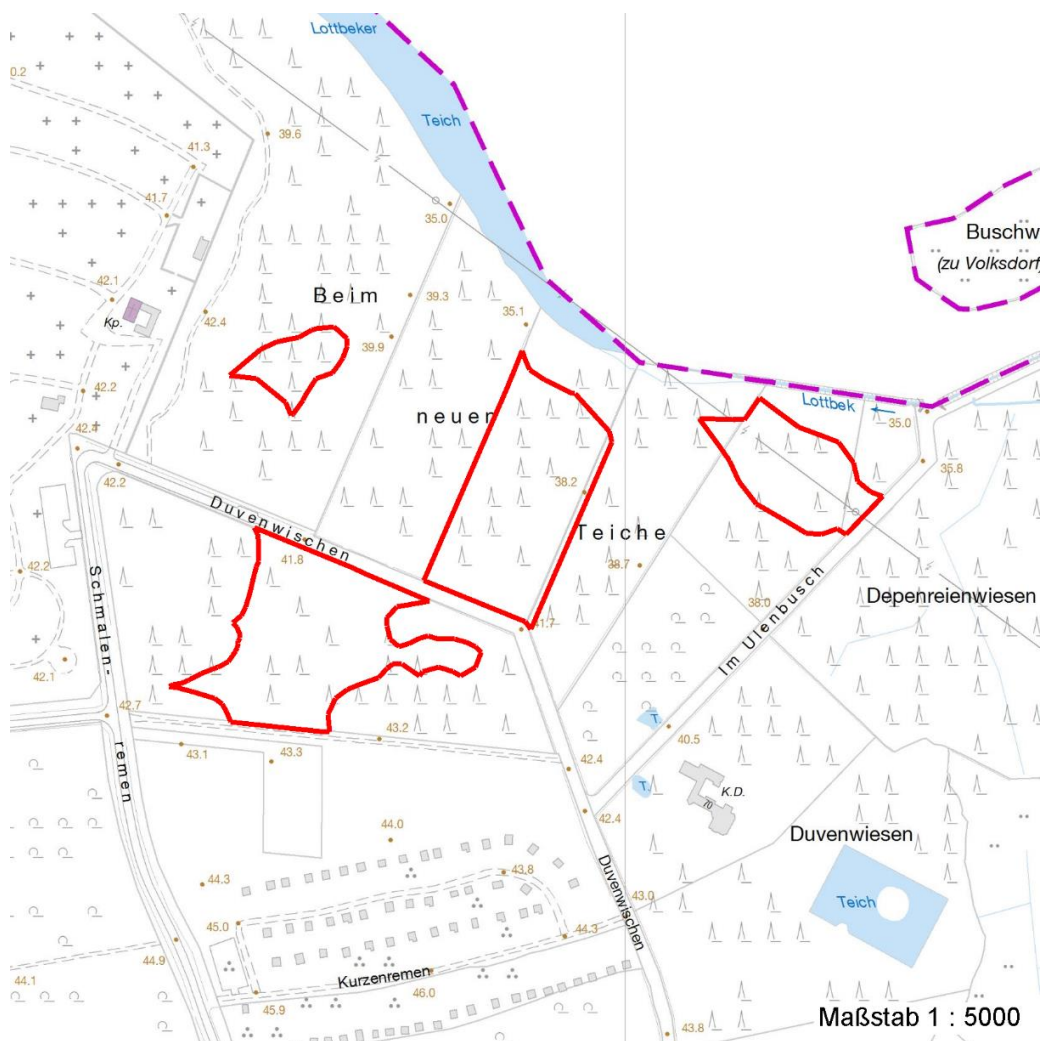 Lottbeker
Teich
0.2
39.6
41.3
41.7
35.0
Buschw
(zu Volksdorf)
Beim
42.1
39.3
Kp.
42.4
35.1
39.9
42.2
neuer
Lottbek
35.0
42.4
42.2
35.8
38.2
Duvenwischen
Teiche
41.8
42.2
38.7
Schmalen-
remen
Depenreienwiesen
38.0
Im Ulenbusch
41.7
42.1
42.7
T.
43.2
40.5
43.1
43.3
42.4
T.
K.D.
70
42.4
44.0
Duvenwiesen
43.8
44.3
Duvenwischen
43.0
Teich
45.0
44.3
44.9
Kurzenremen
44.1
46.0
45.9
Maßstab 1 : 5000
43.8